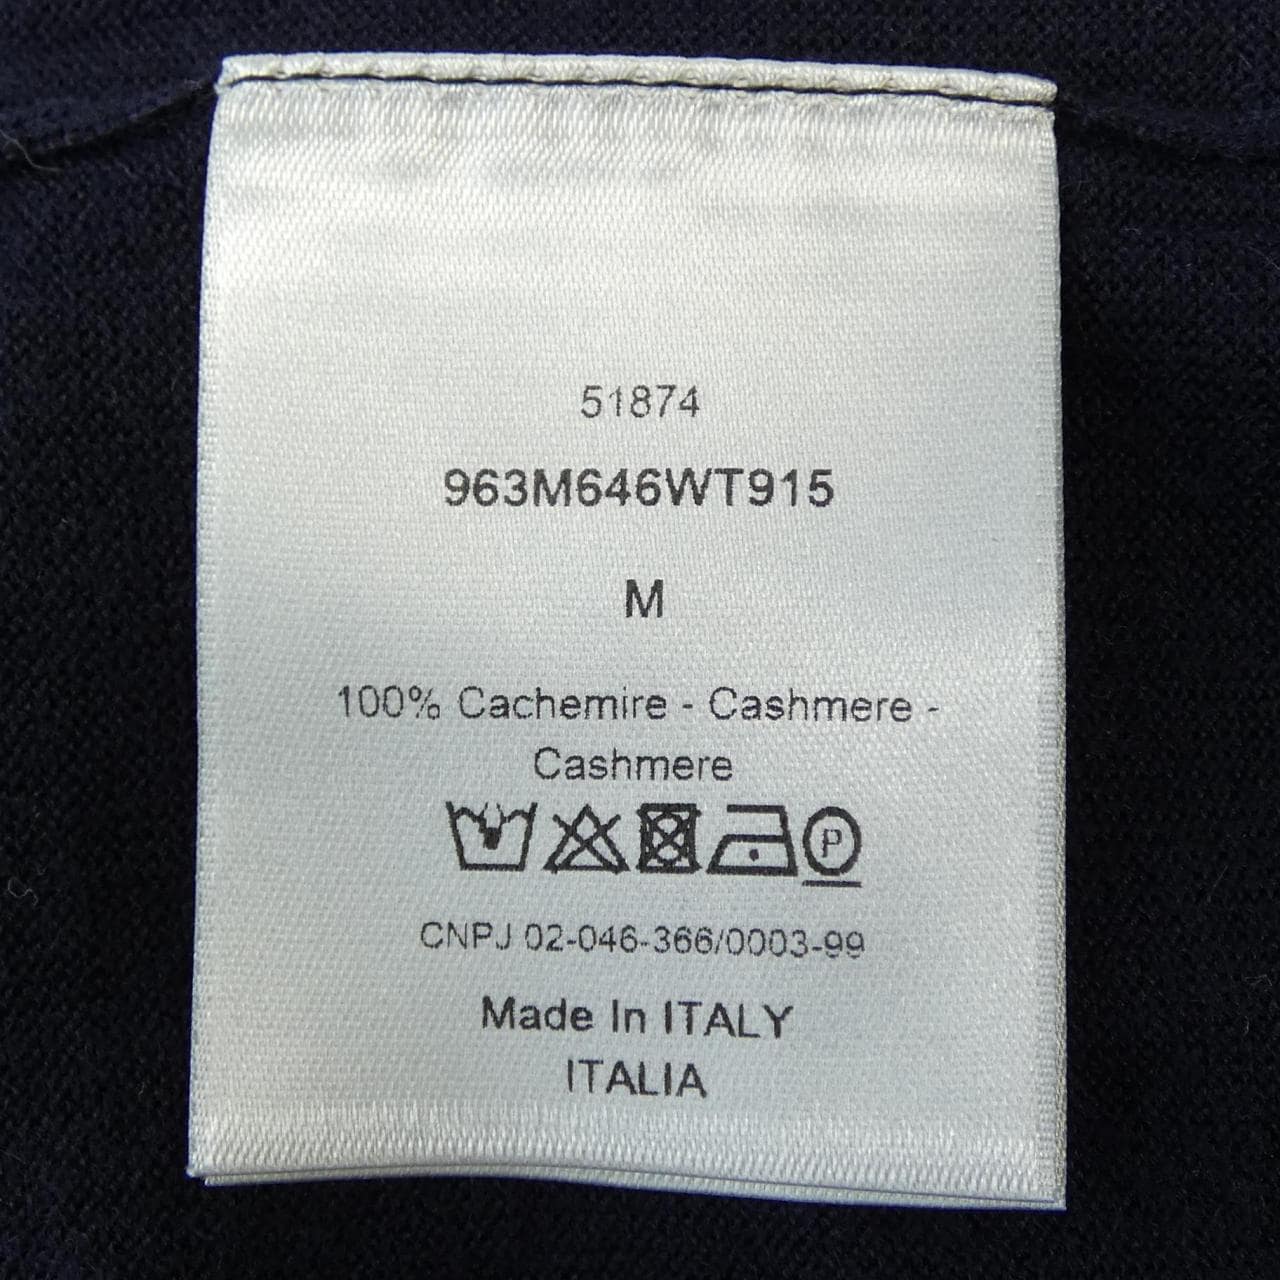 51874
963M646WT915
M
100% Cachemire - Cashmere -
Cashmere
P
CNPJ 02-046-366/0003-99
Made In ITALY
ITALIA